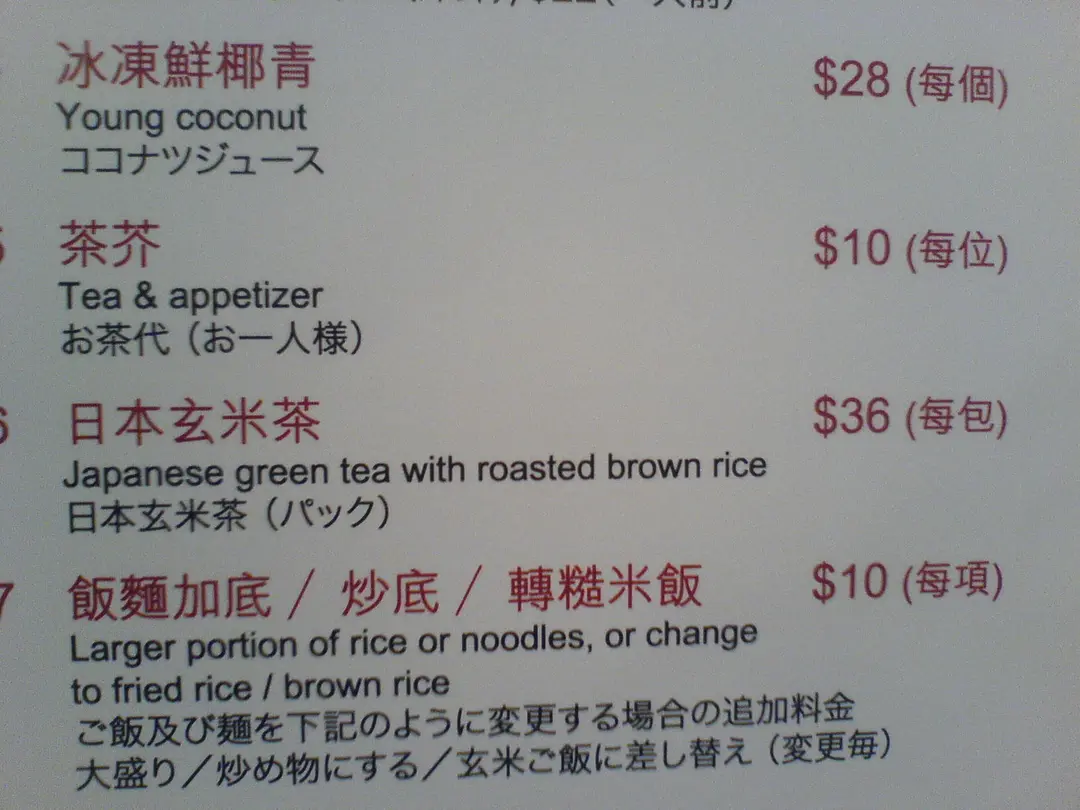 冰凍鮮椰青 $28 (每個)
Young coconut
ココナツジュース
茶芥 $10 (每位)
Tea & appetizer
お茶代（お一人様）
6 日本玄米茶 $36 (每包)
Japanese green tea with roasted brown rice
日本玄米茶（パック）
7 飯麵加底 / 炒底 / 轉糙米飯 $10 (每項)
Larger portion of rice or noodles, or change
to fried rice / brown rice
ご飯及び麺を下記のように変更する場合の追加料金
大盛り／炒め物にする／玄米ご飯に差し替え（変更毎）